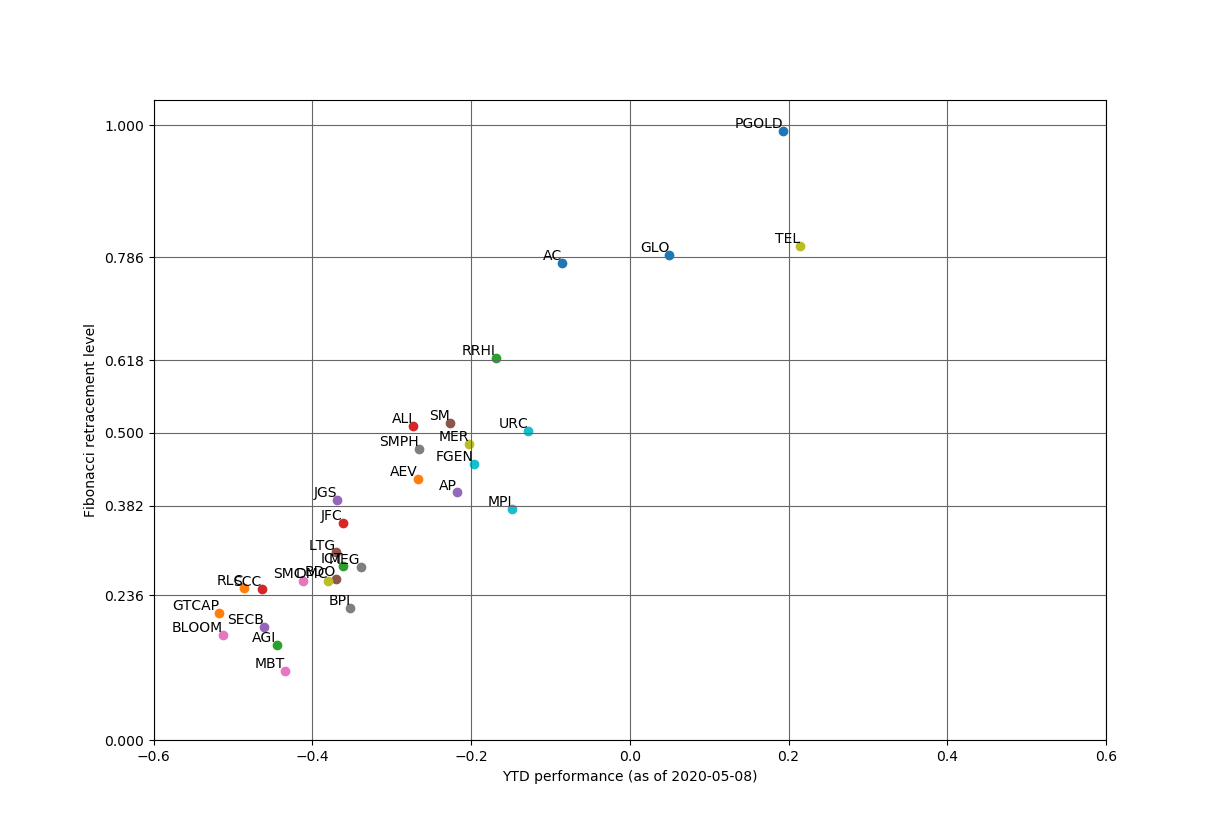 1.000
0.786
0.618
0.500
0.382
0.236
0.000
Fibonacci retracement level
PGOLD
TEL
GLO
AC
RRHI
SM
ALI
URC
MER
SMPH
FGEN
AEV
AP
JGS
MPI
JFC
LTG
ICT
MEG
BDO
DMC
SMC
RLC
SCC
BPI
GTCAP
SECB
BLOOM
AGI
MBT
−0.6
−0.4
−0.2
0.0
0.2
0.4
0.6
YTD performance (as of 2020-05-08)